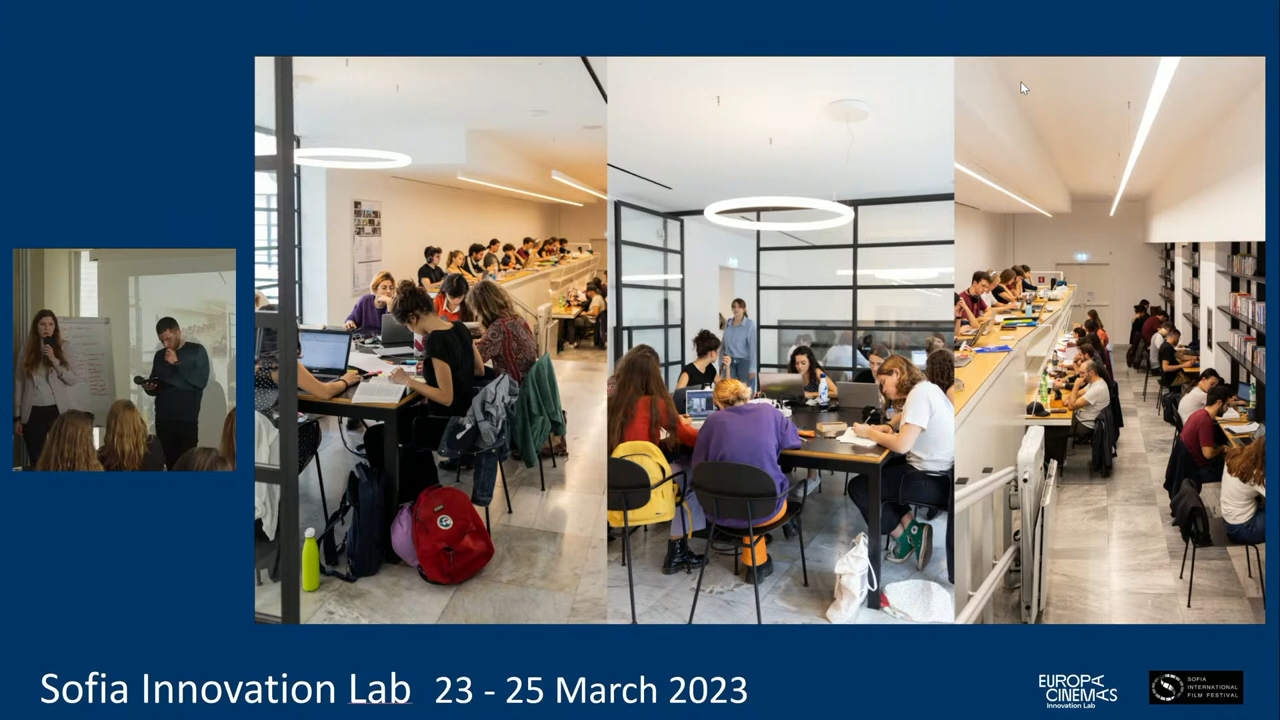 Sofia Innovation Lab 23 - 25 March 2023
EUROPA
CINEMAS
Innovation Lab
SOFIA
INTERNATIONAL
FILM FESTIVAL